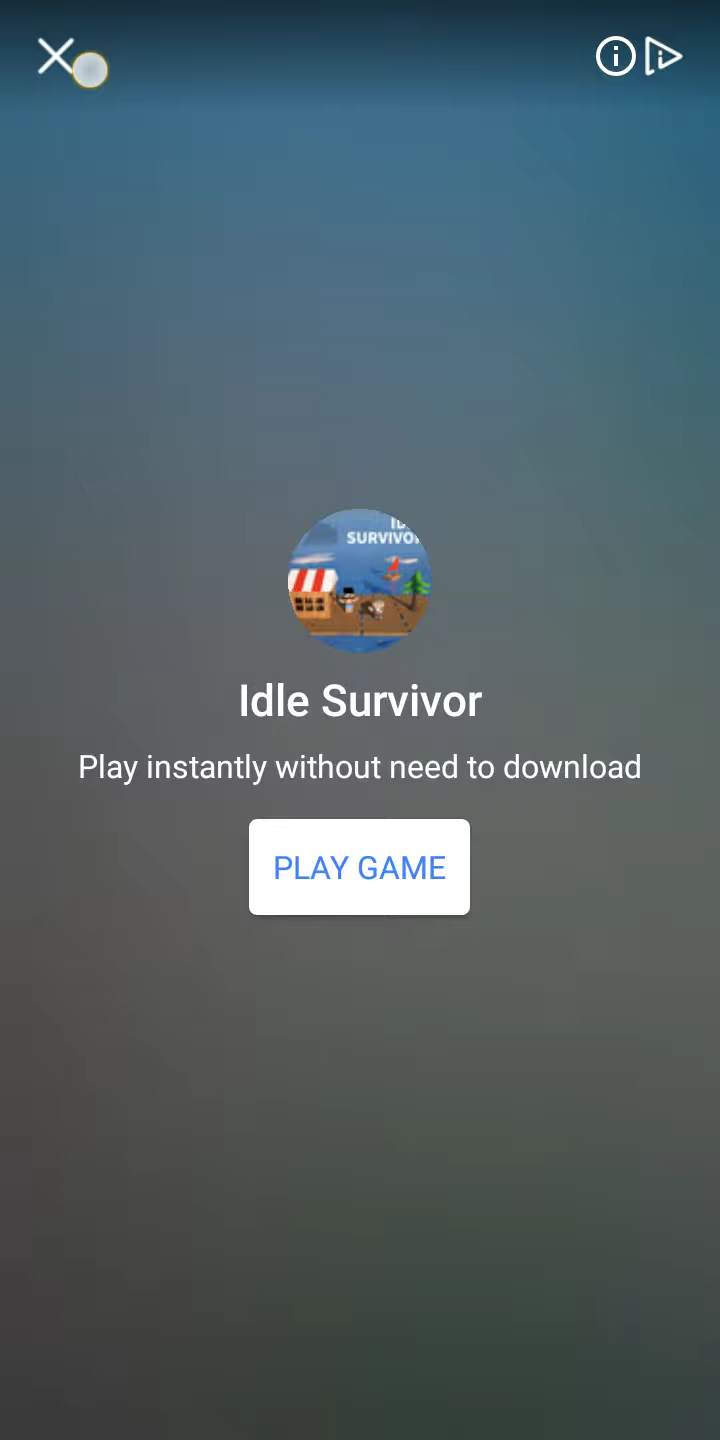 SURVIVOR
Idle Survivor
Play instantly without need to download
PLAY GAME